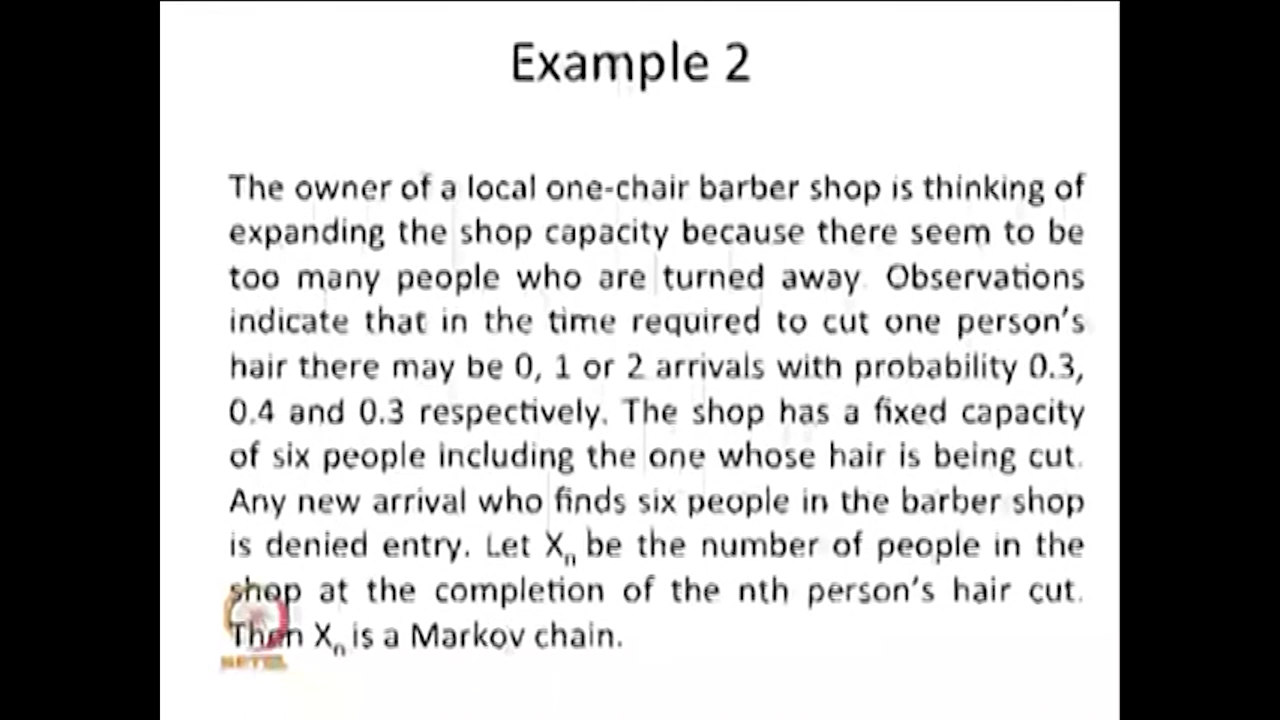 Example 2
The owner of a local one-chair barber shop is thinking of
expanding the shop capacity because there seem to be
too many people who are turned away. Observations
indicate that in the time required to cut one person's
hair there may be 0, 1 or 2 arrivals with probability 0.3,
0.4 and 0.3 respectively. The shop has a fixed capacity
of six people including the one whose hair is being cut.
Any new arrival who finds six people in the barber shop
is denied entry. Let Xn be the number of people in the
shop at the completion of the nth person's hair cut.
Then Xn is a Markov chain.
NPTEL